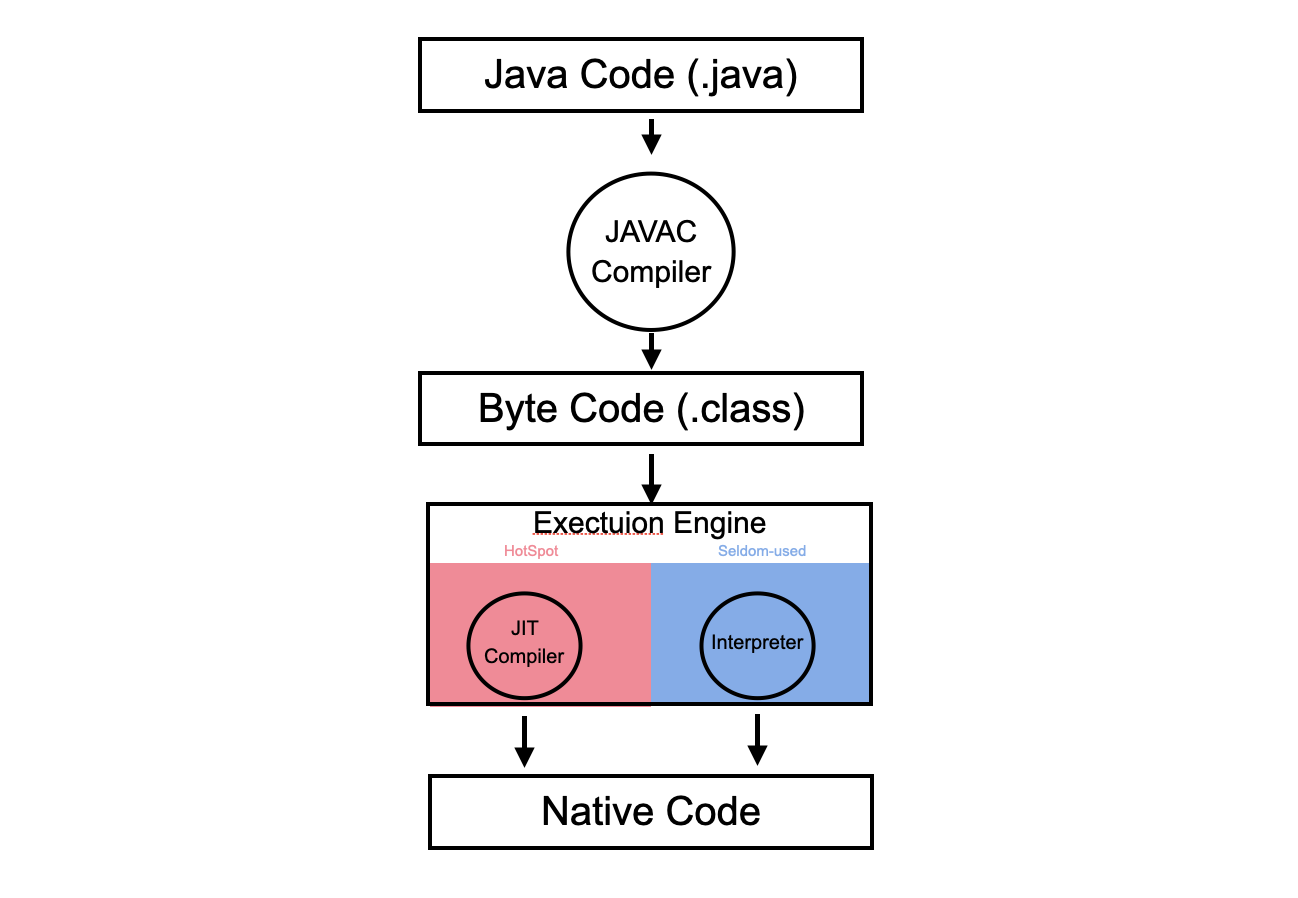 Java Code (.java)
JAVAC
Compiler
Byte Code (.class)
Exectuion Engine
HotSpot
Seldom-used
JIT
Compiler
Interpreter
Native Code